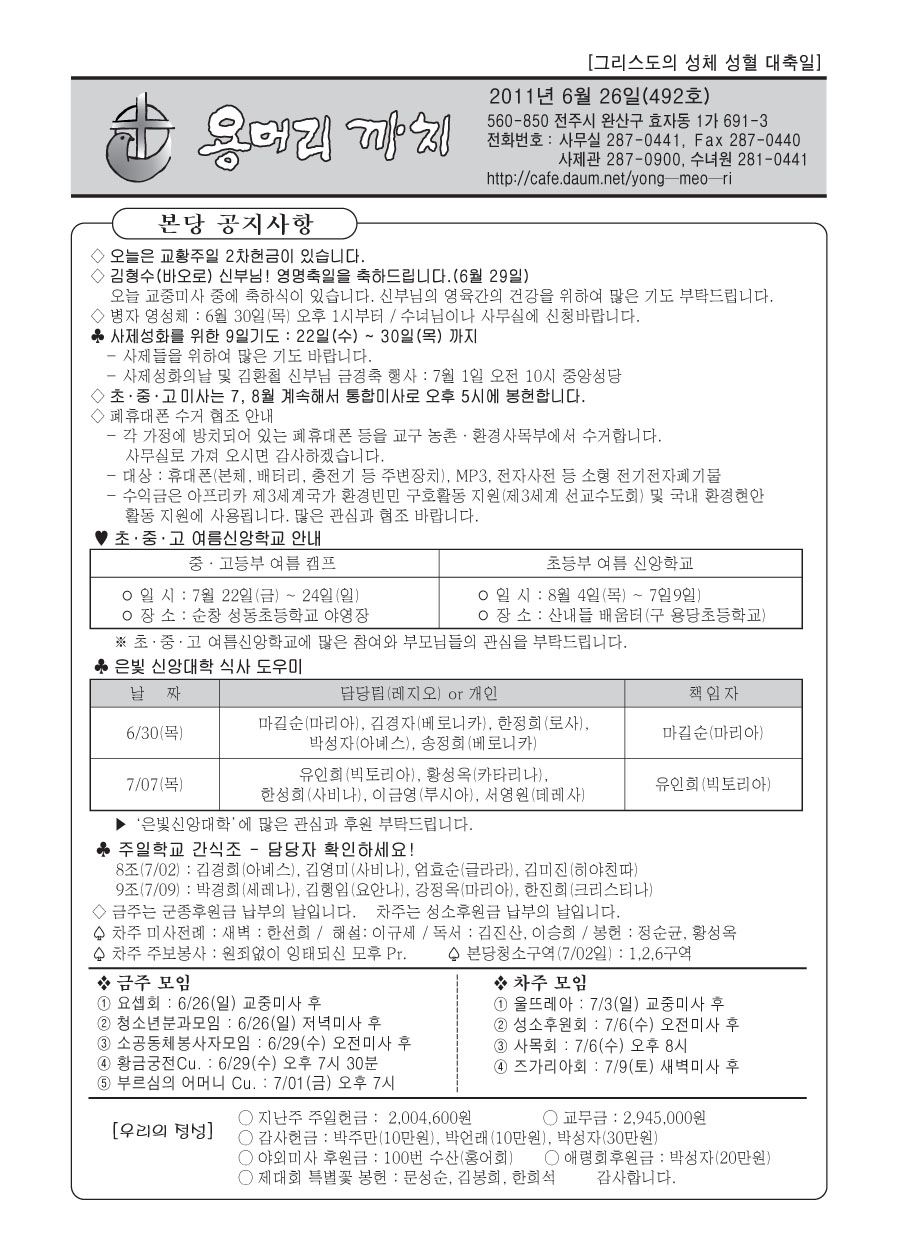 [그리스도의 성체 성혈 대축일]
용머리 까치
2011년 6월 26일(492호)
560-850 전주시 완산구 효자동 1가 691-3
전화번호 : 사무실 287-0441, Fax 287-0440
사제관 287-0900, 수녀원 281-0441
http://cafe.daum.net/yong—meo—ri
본당 공지사항
◇ 오늘은 교황주일 2차헌금이 있습니다.
◇ 김형수(바오로) 신부님! 영명축일을 축하드립니다.(6월 29일)
오늘 교중미사 중에 축하식이 있습니다. 신부님의 영육간의 건강을 위하여 많은 기도 부탁드립니다.
◇ 병자 영성체 : 6월 30일(목) 오후 1시부터 / 수녀님이나 사무실에 신청바랍니다.
♣ 사제성화를 위한 9일기도 : 22일(수) ~ 30일(목) 까지
- 사제들을 위하여 많은 기도 바랍니다.
- 사제성화의날 및 김환철 신부님 금경축 행사 : 7월 1일 오전 10시 중앙성당
◇ 초·중·고미사는 7, 8월 계속해서 통합미사로 오후 5시에 봉헌합니다.
◇ 폐휴대폰 수거 협조 안내
- 각 가정에 방치되어 있는 폐휴대폰 등을 교구 농촌·환경사목부에서 수거합니다.
사무실로 가져 오시면 감사하겠습니다.
- 대상 : 휴대폰(본체, 배터리, 충전기 등 주변장치), MP3, 전자사전 등 소형 전기전자폐기물
- 수익금은 아프리카 제3세계국가 환경빈민 구호활동 지원(제3세계 선교수도회) 및 국내 환경현안
활동 지원에 사용됩니다. 많은 관심과 협조 바랍니다.
♥ 초·중·고 여름신앙학교 안내
중·고등부 여름 캠프 초등부 여름 신앙학교
○ 일 시 : 7월 22일(금) ~ 24일(일) ○ 일 시 : 8월 4일(목) ~ 7일9일)
○ 장 소 : 순창 성동초등학교 야영장 ○ 장 소 : 산내들 배움터(구 용당초등학교)
※ 초·중·고 여름신앙학교에 많은 참여와 부모님들의 관심을 부탁드립니다.
♣ 은빛 신앙대학 식사 도우미
날 짜 담당팀(레지오) or 개인 책임자
6/30(목) 마길순(마리아), 김경자(베로니카), 한정희(로사), 마길순(마리아)
박성자(아녜스), 송정희(베로니카)
7/07(목) 유인희(빅토리아), 황성옥(카타리나), 유인희(빅토리아)
한성희(사비나), 이금영(루시아), 서영원(데레사)
▶ '은빛신앙대학'에 많은 관심과 후원 부탁드립니다.
♣ 주일학교 간식조 - 담당자 확인하세요!
8조(7/02) : 김경희(아녜스), 김영미(사비나), 엄효순(글라라), 김미진(히야친따)
9조(7/09) : 박경희(세레나), 김행임(요안나), 강정옥(마리아), 한진희(크리스티나)
◇ 금주는 군종후원금 납부의 날입니다. 차주는 성소후원금 납부의 날입니다.
♤ 차주 미사전례 : 새벽 : 한선희 / 해설: 이규세 / 독서 : 김진산, 이승희 / 봉헌 : 정순균, 황성옥
♤ 차주 주보봉사 : 원죄없이 잉태되신 모후 Pr. ♤ 본당청소구역(7/02일) : 1,2,6구역
❖ 금주 모임
① 요셉회 : 6/26(일) 교중미사 후
② 청소년분과모임 : 6/26(일) 저녁미사 후
③ 소공동체봉사자모임 : 6/29(수) 오전미사 후
④ 황금궁전Cu. : 6/29(수) 오후 7시 30분
⑤ 부르심의 어머니 Cu. : 7/01(금) 오후 7시
❖ 차주 모임
① 울뜨레아 : 7/3(일) 교중미사 후
② 성소후원회 : 7/6(수) 오전미사 후
③ 사목회 : 7/6(수) 오후 8시
④ 즈가리아회 : 7/9(토) 새벽미사 후
[우리의 정성]
○ 지난주 주일헌금 : 2,004,600원 ○ 교무금 : 2,945,000원
○ 감사헌금 : 박주만(10만원), 박언래(10만원), 박성자(30만원)
○ 야외미사 후원금 : 100번 수산(홍어회) ○ 애령회후원금 : 박성자(20만원)
○ 제대회 특별꽃 봉헌 : 문성순, 김봉희, 한희석 감사합니다.